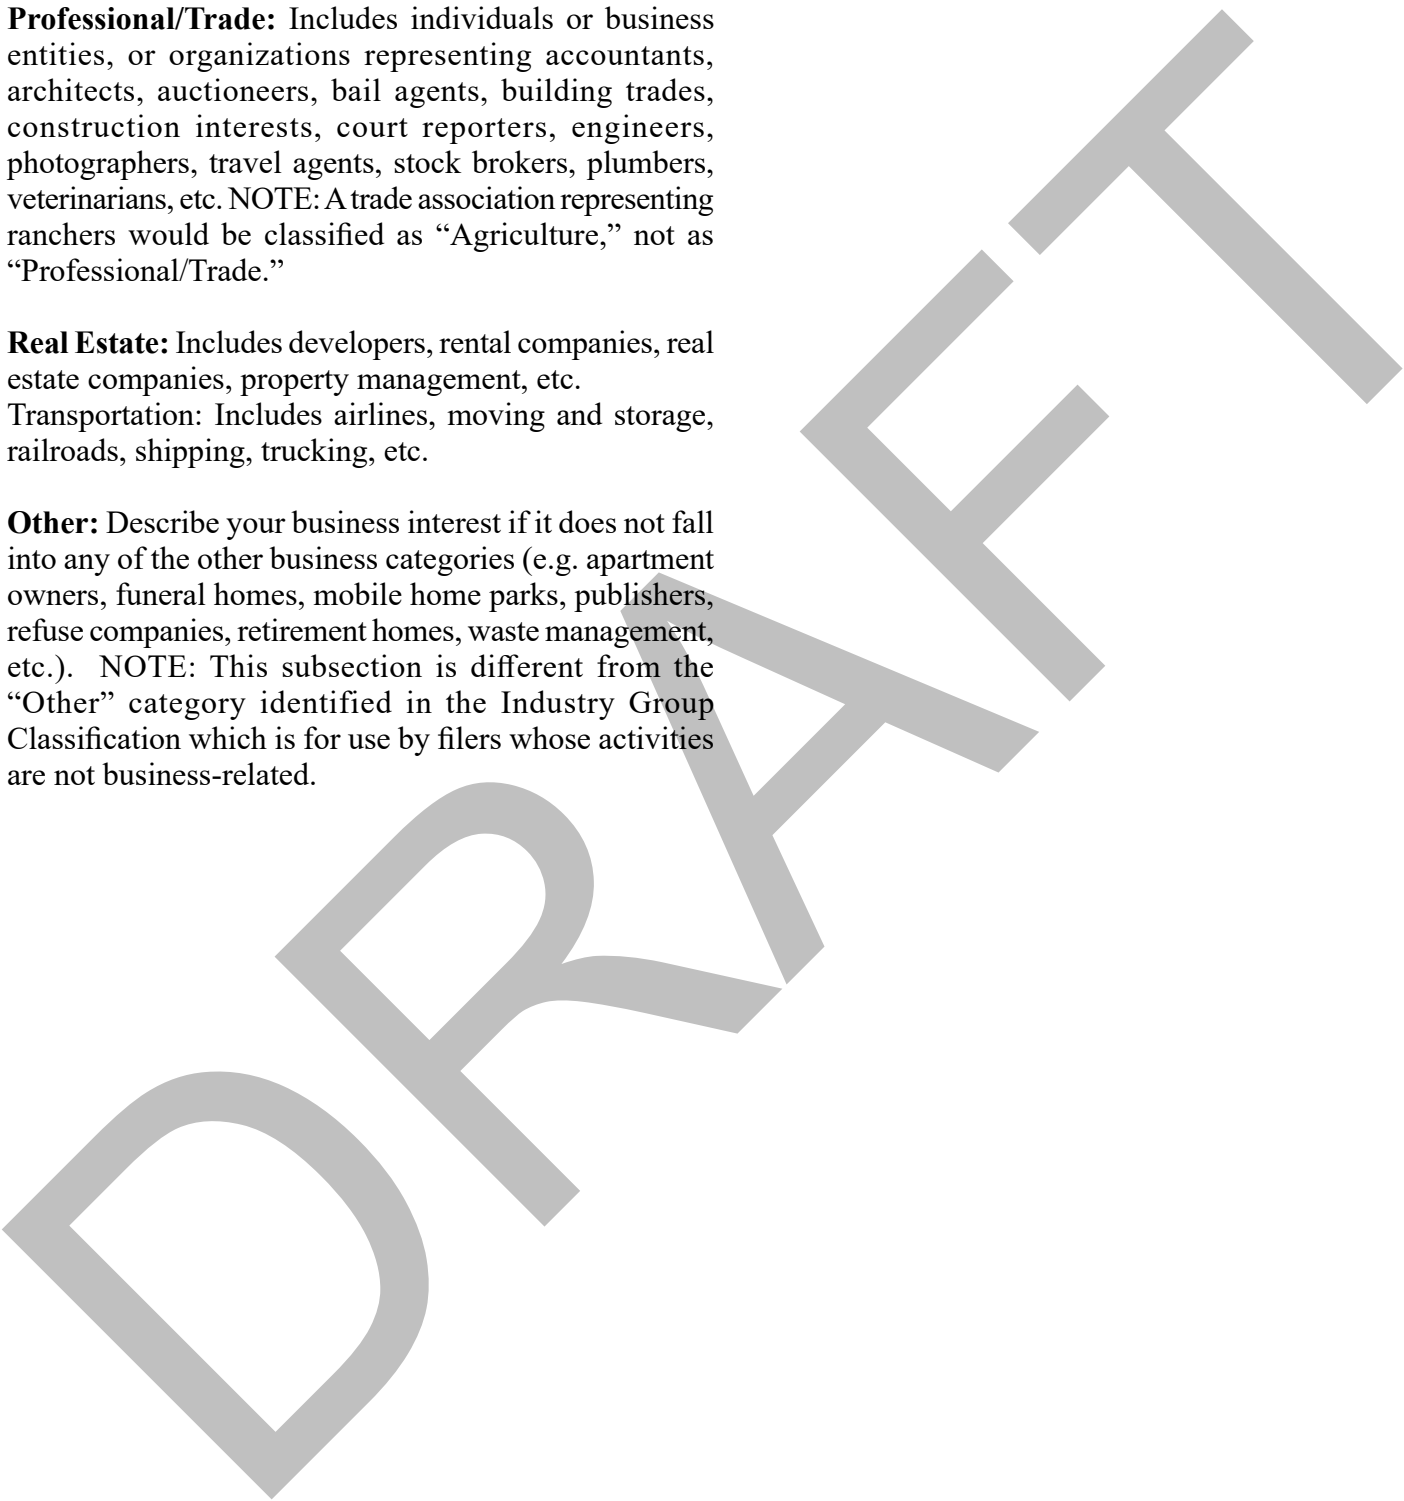 Professional/Trade: Includes individuals or business
entities, or organizations representing accountants,
architects, auctioneers, bail agents, building trades,
construction interests, court reporters, engineers,
photographers, travel agents, stock brokers, plumbers,
veterinarians, etc. NOTE: A trade association representing
ranchers would be classified as “Agriculture,” not as
“Professional/Trade.”
Real Estate: Includes developers, rental companies, real
estate companies, property management, etc.
Transportation: Includes airlines, moving and storage,
railroads, shipping, trucking, etc.
Other: Describe your business interest if it does not fall
into any of the other business categories (e.g. apartment
owners, funeral homes, mobile home parks, publishers,
refuse companies, retirement homes, waste management,
etc.).  NOTE: This subsection is different from the
“Other” category identified in the Industry Group
Classification which is for use by filers whose activities
are not business-related.
DRAFT